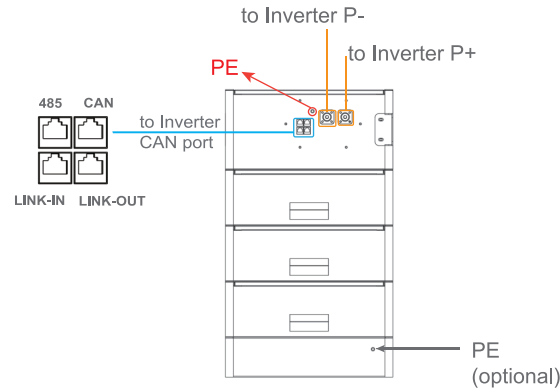 to Inverter P-
to Inverter P+
PE
485 CAN
to Inverter
CAN port
LINK-IN LINK-OUT
PE
(optional)